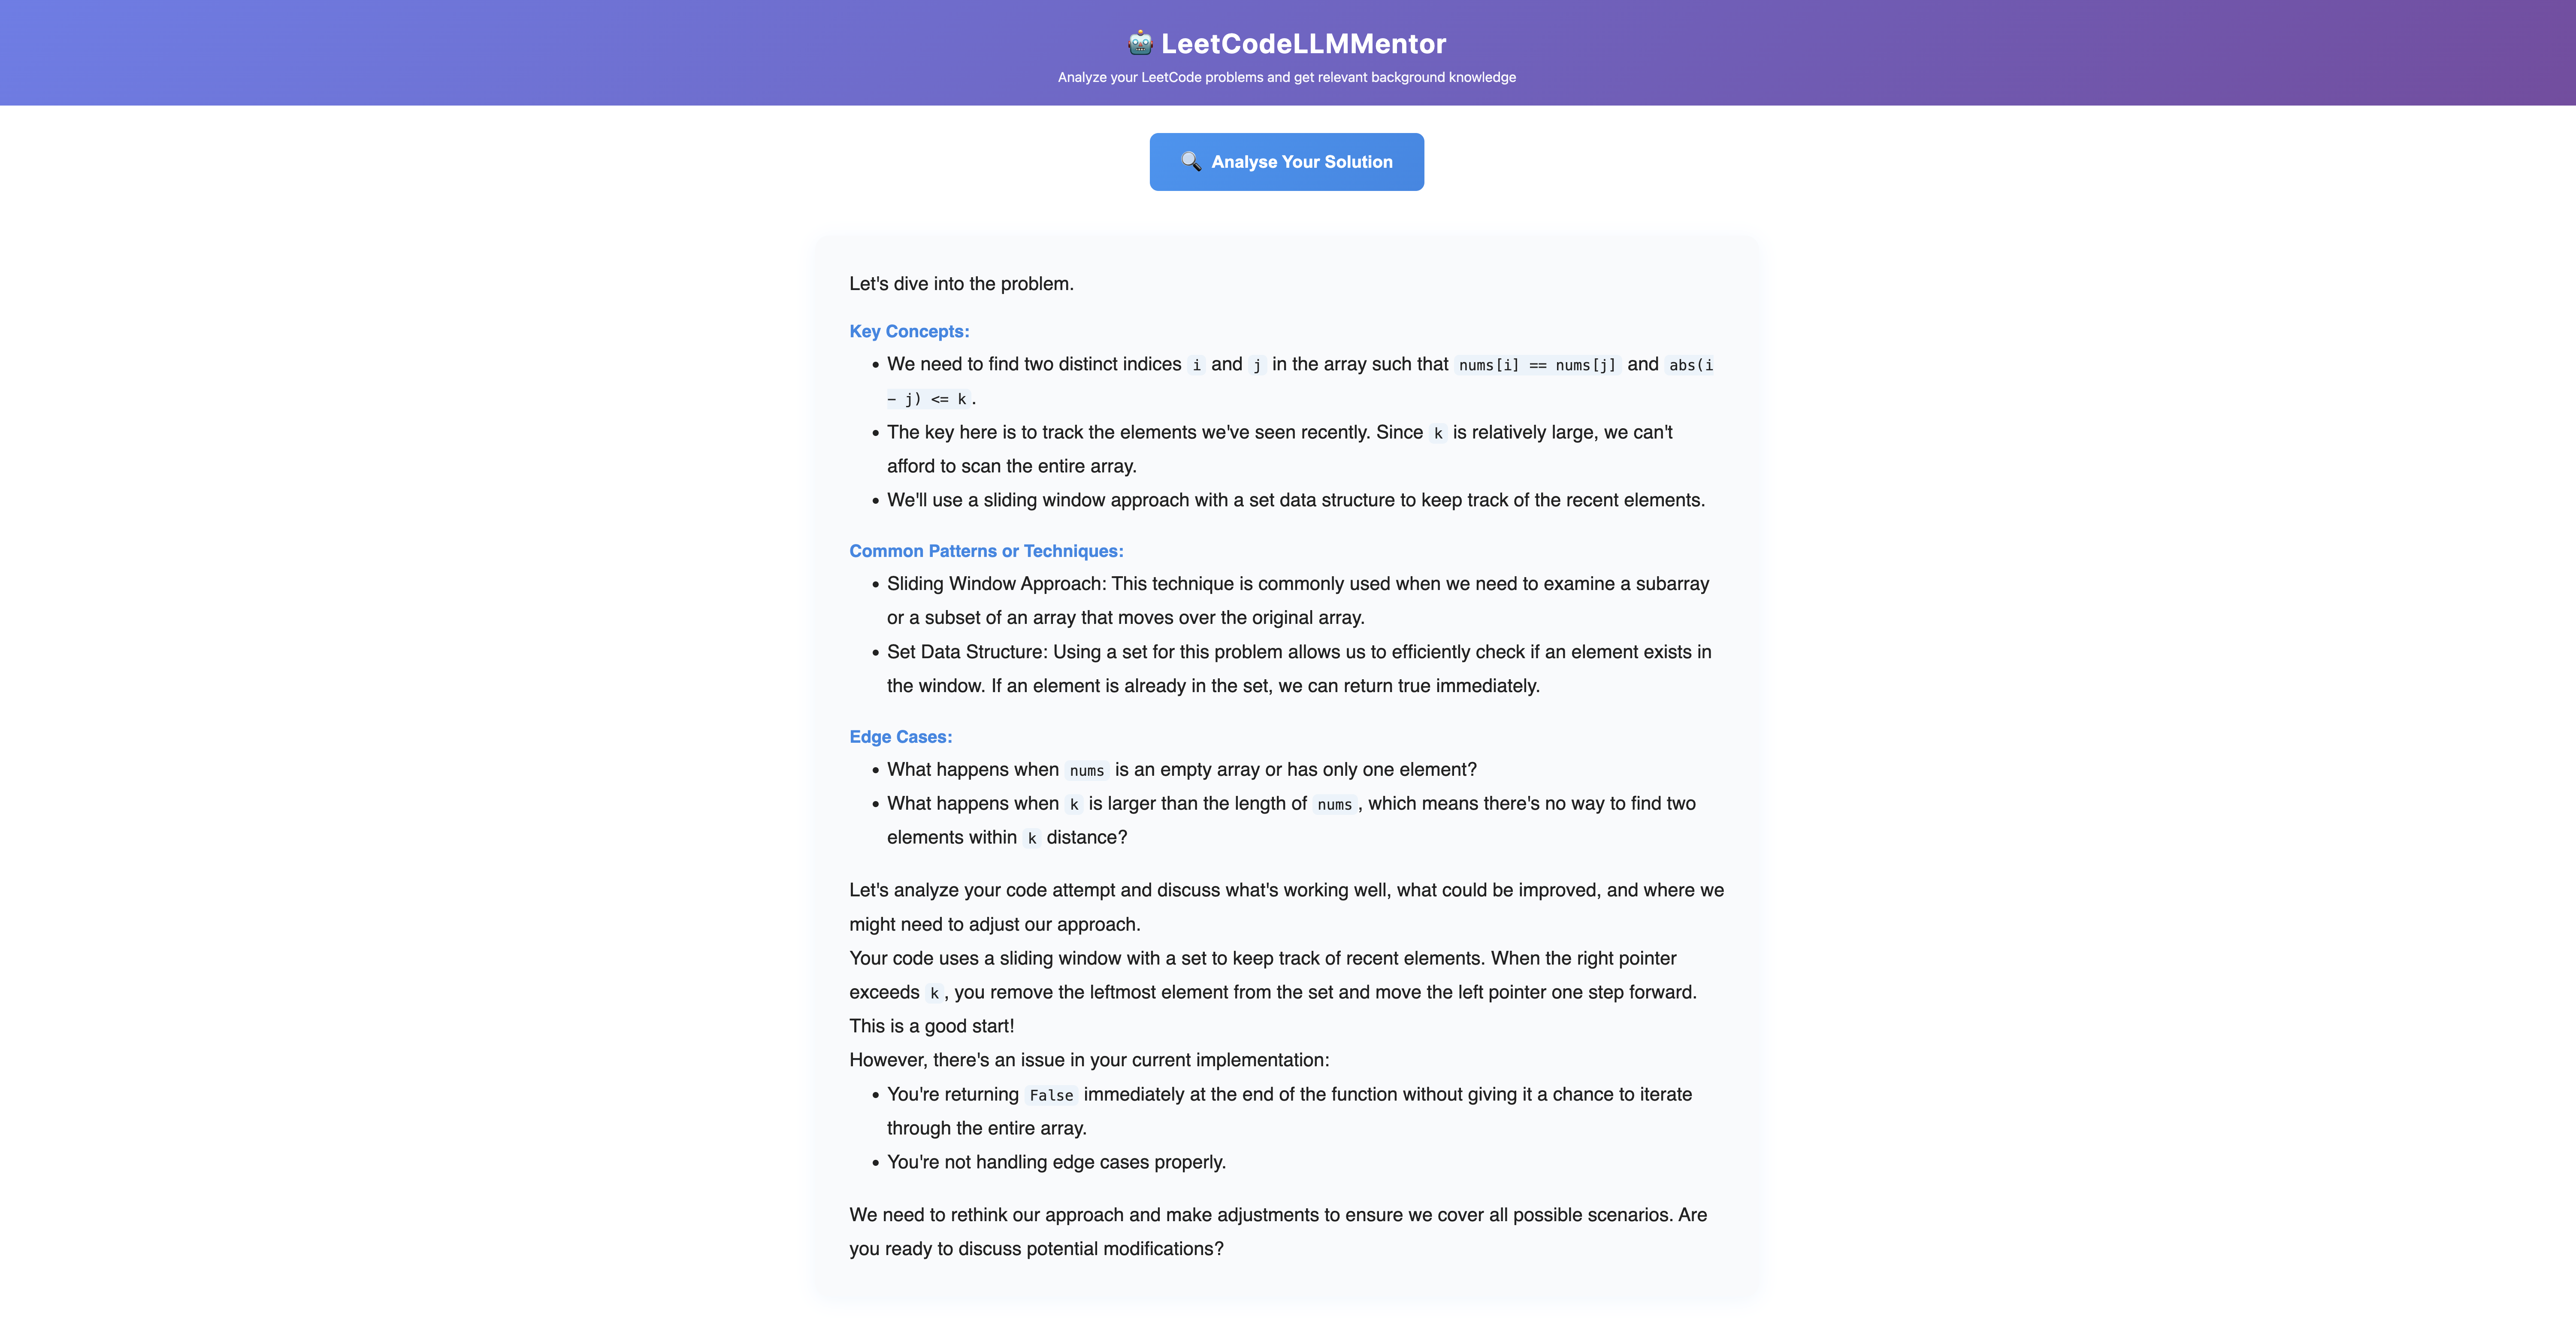 🤖 LeetCodeLLMMentor
Analyze your LeetCode problems and get relevant background knowledge
🔍 Analyse Your Solution
Let's dive into the problem.
Key Concepts:
• We need to find two distinct indices i and j in the array such that nums[i] == nums[j] and abs(i
- j) <= k.
• The key here is to track the elements we've seen recently. Since k is relatively large, we can't
afford to scan the entire array.
• We'll use a sliding window approach with a set data structure to keep track of the recent elements.
Common Patterns or Techniques:
• Sliding Window Approach: This technique is commonly used when we need to examine a subarray
or a subset of an array that moves over the original array.
• Set Data Structure: Using a set for this problem allows us to efficiently check if an element exists in
the window. If an element is already in the set, we can return true immediately.
Edge Cases:
• What happens when nums is an empty array or has only one element?
• What happens when k is larger than the length of nums, which means there's no way to find two
elements within k distance?
Let's analyze your code attempt and discuss what's working well, what could be improved, and where we
might need to adjust our approach.
Your code uses a sliding window with a set to keep track of recent elements. When the right pointer
exceeds k, you remove the leftmost element from the set and move the left pointer one step forward.
This is a good start!
However, there's an issue in your current implementation:
• You're returning False immediately at the end of the function without giving it a chance to iterate
through the entire array.
• You're not handling edge cases properly.
We need to rethink our approach and make adjustments to ensure we cover all possible scenarios. Are
you ready to discuss potential modifications?